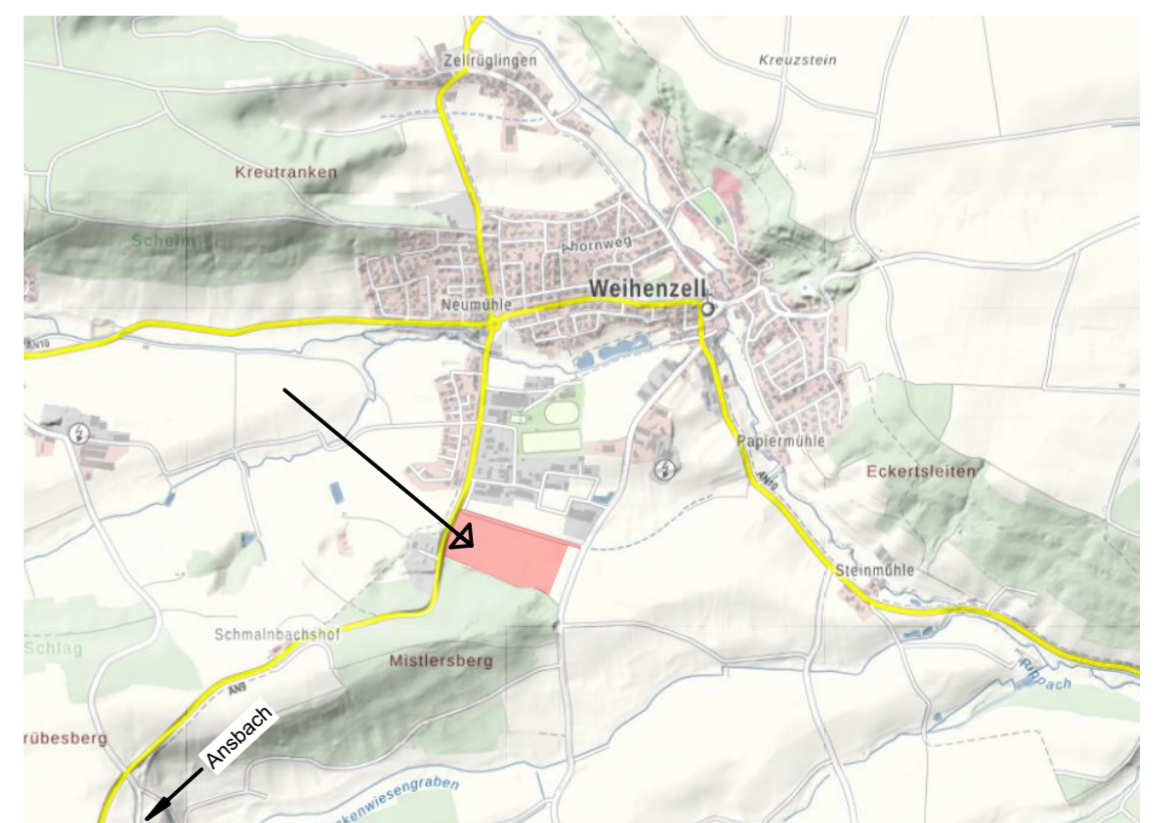 Zellrüglingen
Kreuzstein
Kreutranken
Schelm
Ahornweg
Weihenzell
Neumühle
AN10
Papiermühle
AN10
Eckertsleiten
Steinmühle
Schmalnbachshof
Schlag
Mistlersberg
AN9
Rippach
Ansbach
rübesberg
kenwiesengraben